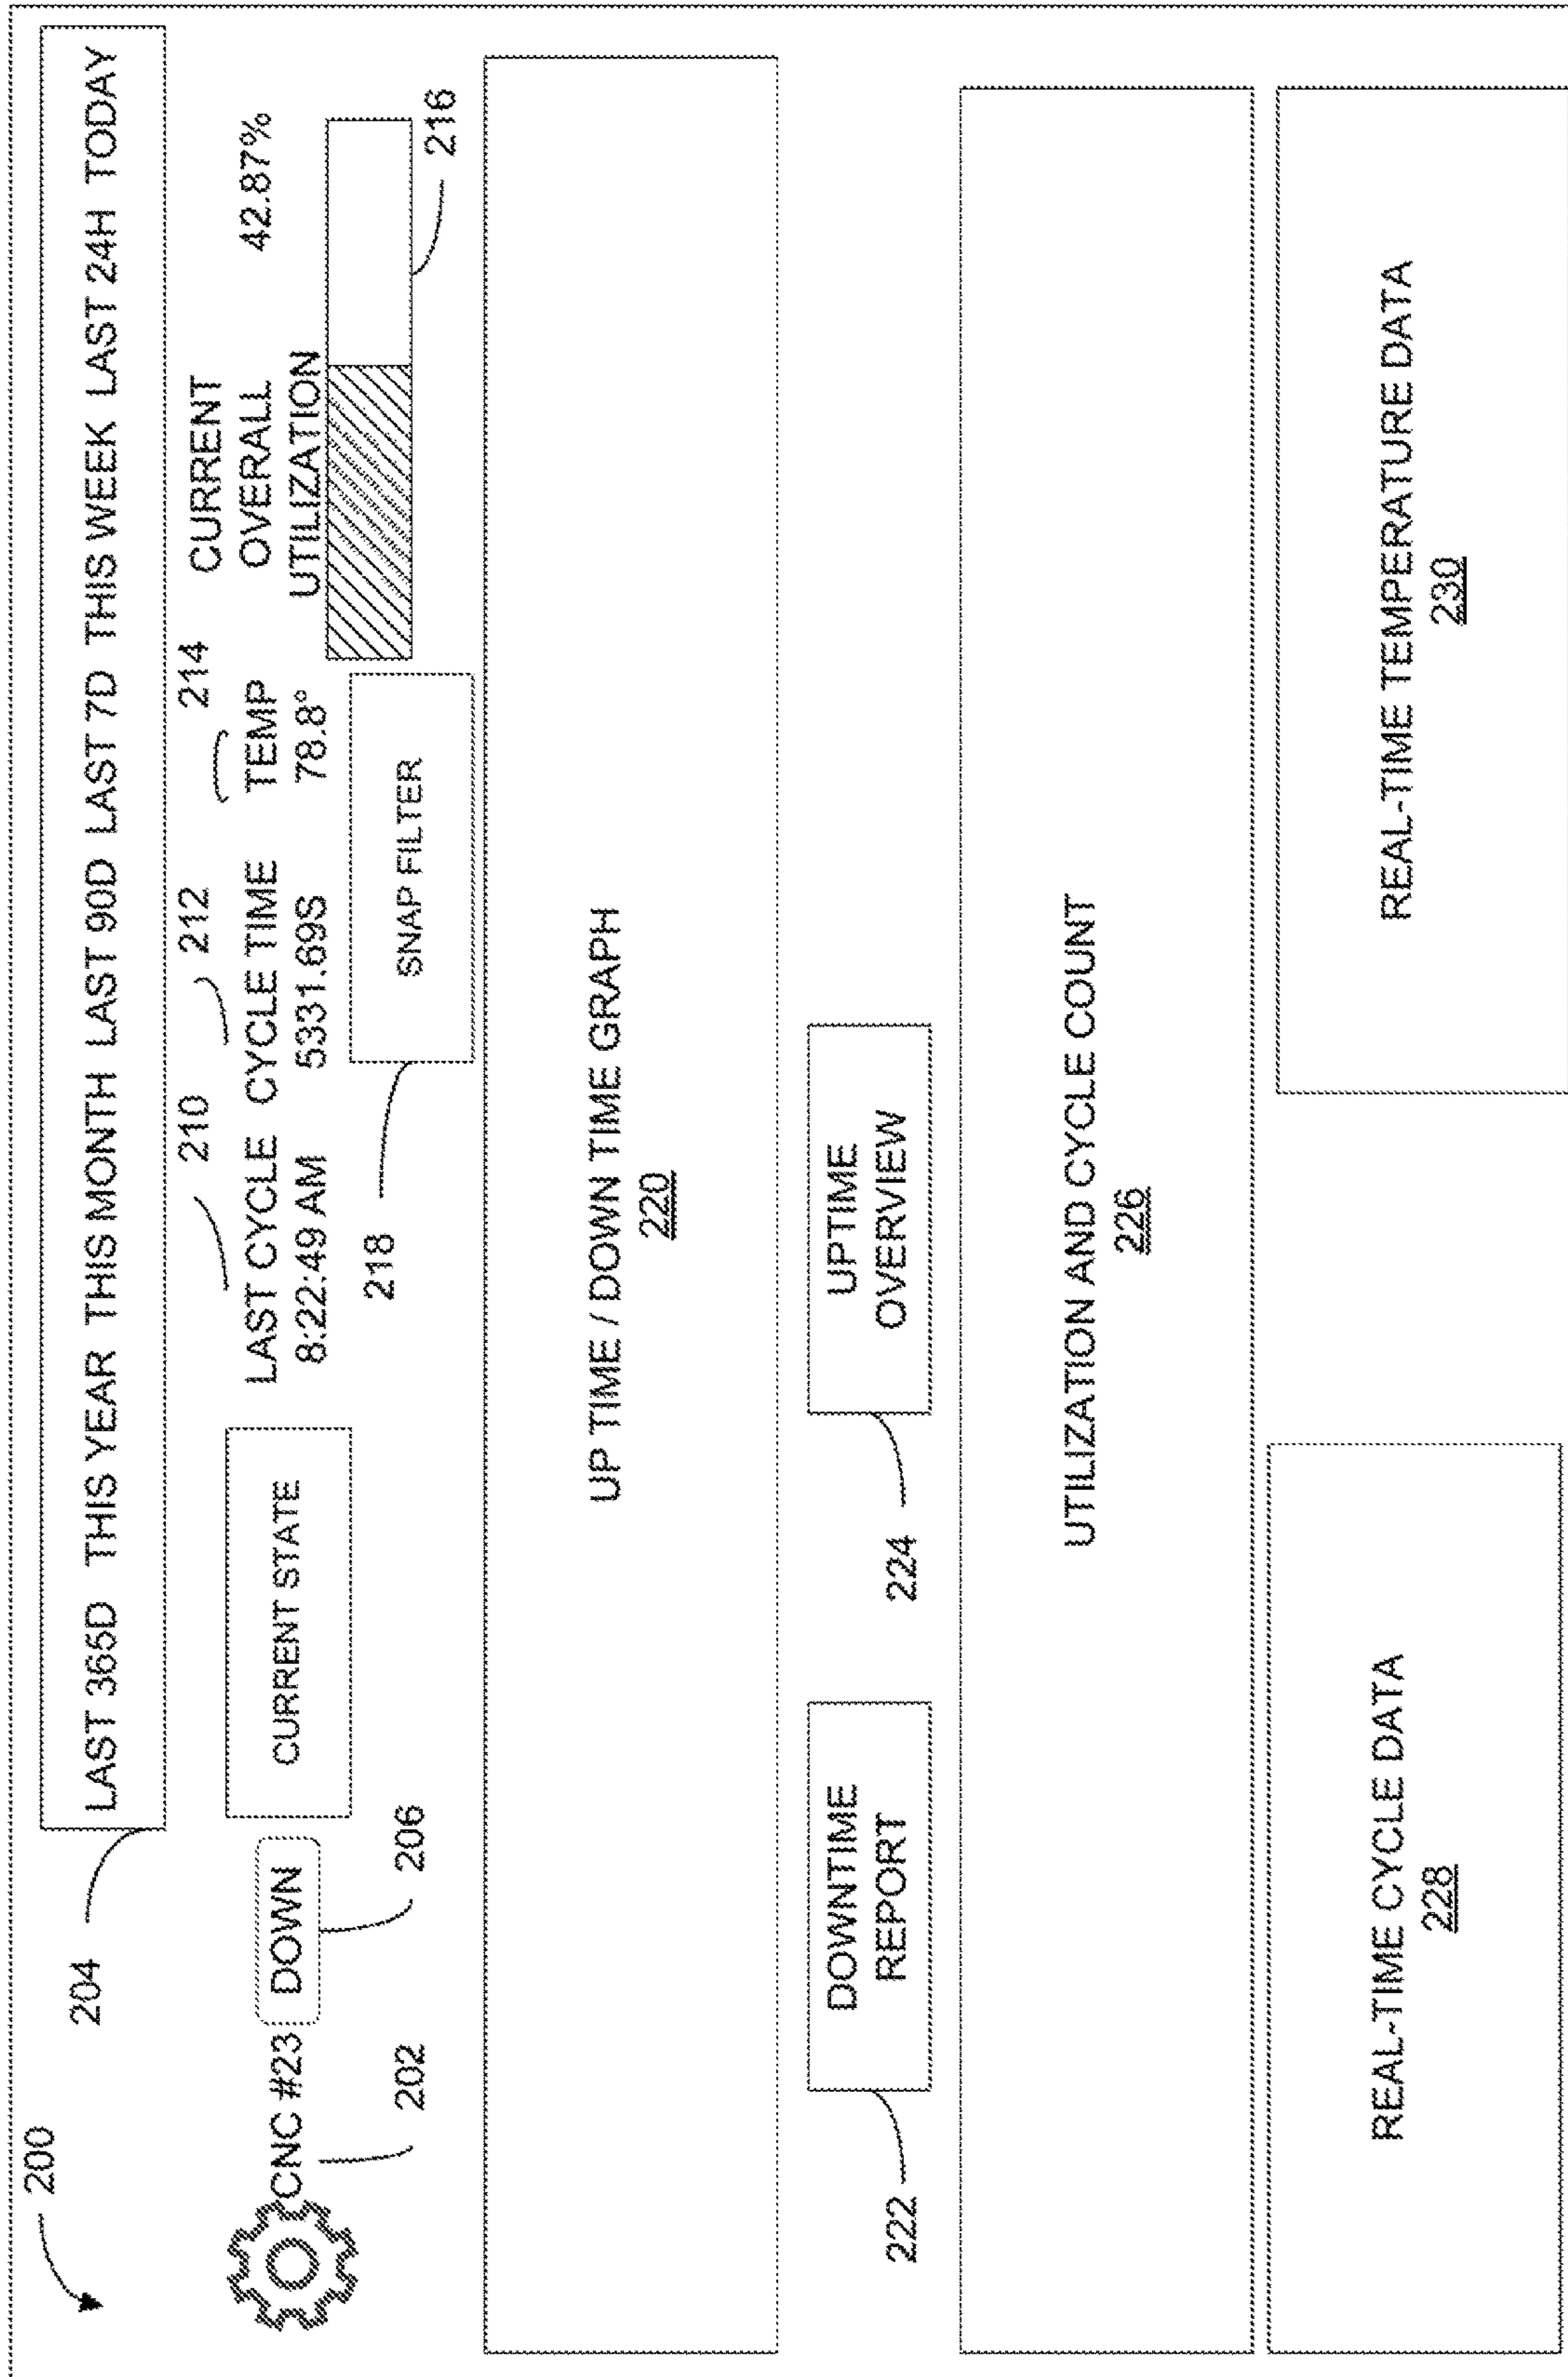 200
204
LAST 365D THIS YEAR THIS MONTH LAST 90D LAST 7D THIS WEEK LAST 24H TODAY
CNC #23
202
DOWN
206
CURRENT STATE
210
LAST CYCLE
8:22:49 AM
212
CYCLE TIME
5331.69S
214
TEMP
78.8°
CURRENT
OVERALL
UTILIZATION
42.87%
216
218
SNAP FILTER
UP TIME / DOWN TIME GRAPH
220
222
DOWNTIME
REPORT
224
UPTIME
OVERVIEW
UTILIZATION AND CYCLE COUNT
226
REAL-TIME CYCLE DATA
228
REAL-TIME TEMPERATURE DATA
230